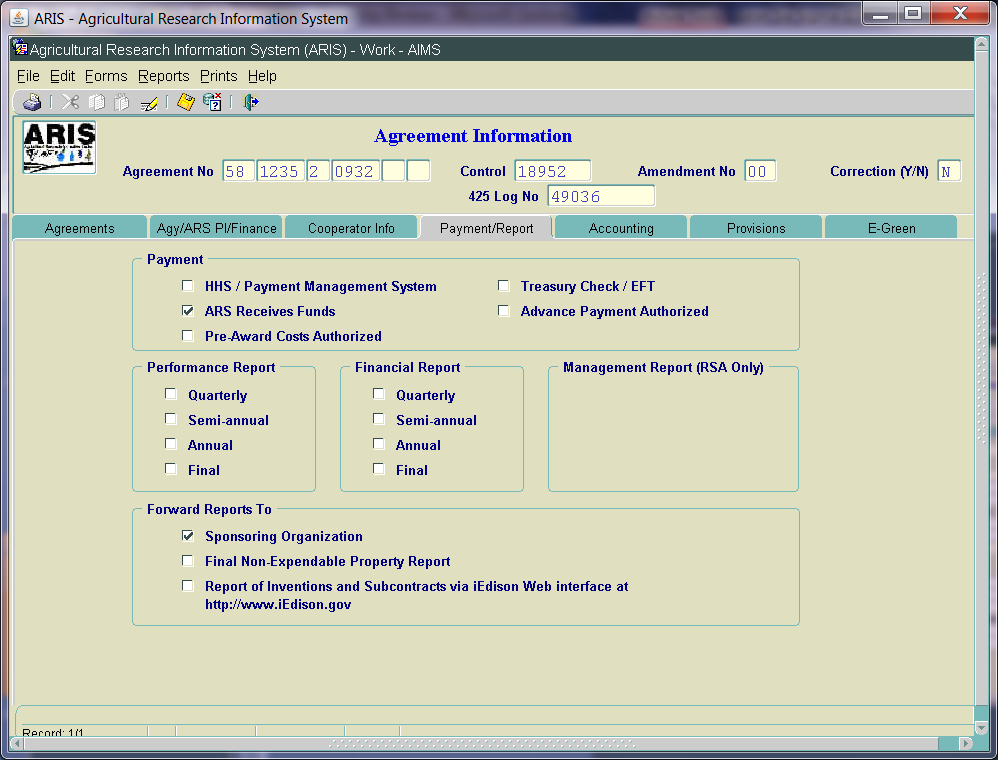 ARIS - Agricultural Research Information System
Agricultural Research Information System (ARIS) - Work - AIMS
File Edit Forms Reports Prints Help
ARIS
Agreement Information
Agreement No 58 1235 2 0932 Control 18952 Amendment No 00 Correction (Y/N) N
425 Log No 49036
Agreements Agy/ARS PI/Finance Cooperator Info Payment/Report Accounting Provisions E-Green
Payment
HHS / Payment Management System Treasury Check / EFT
ARS Receives Funds Advance Payment Authorized
Pre-Award Costs Authorized
Performance Report Financial Report Management Report (RSA Only)
Quarterly Quarterly
Semi-annual Semi-annual
Annual Annual
Final Final
Forward Reports To
Sponsoring Organization
Final Non-Expendable Property Report
Report of Inventions and Subcontracts via iEdison Web interface at
http://www.iEdison.gov
Record: 1/1